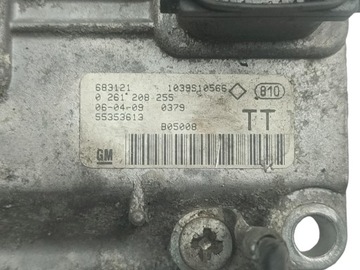 683121 1039S10566 810
0 261 208 255
06-04-09 0379
55353613 TT
B05008
GM